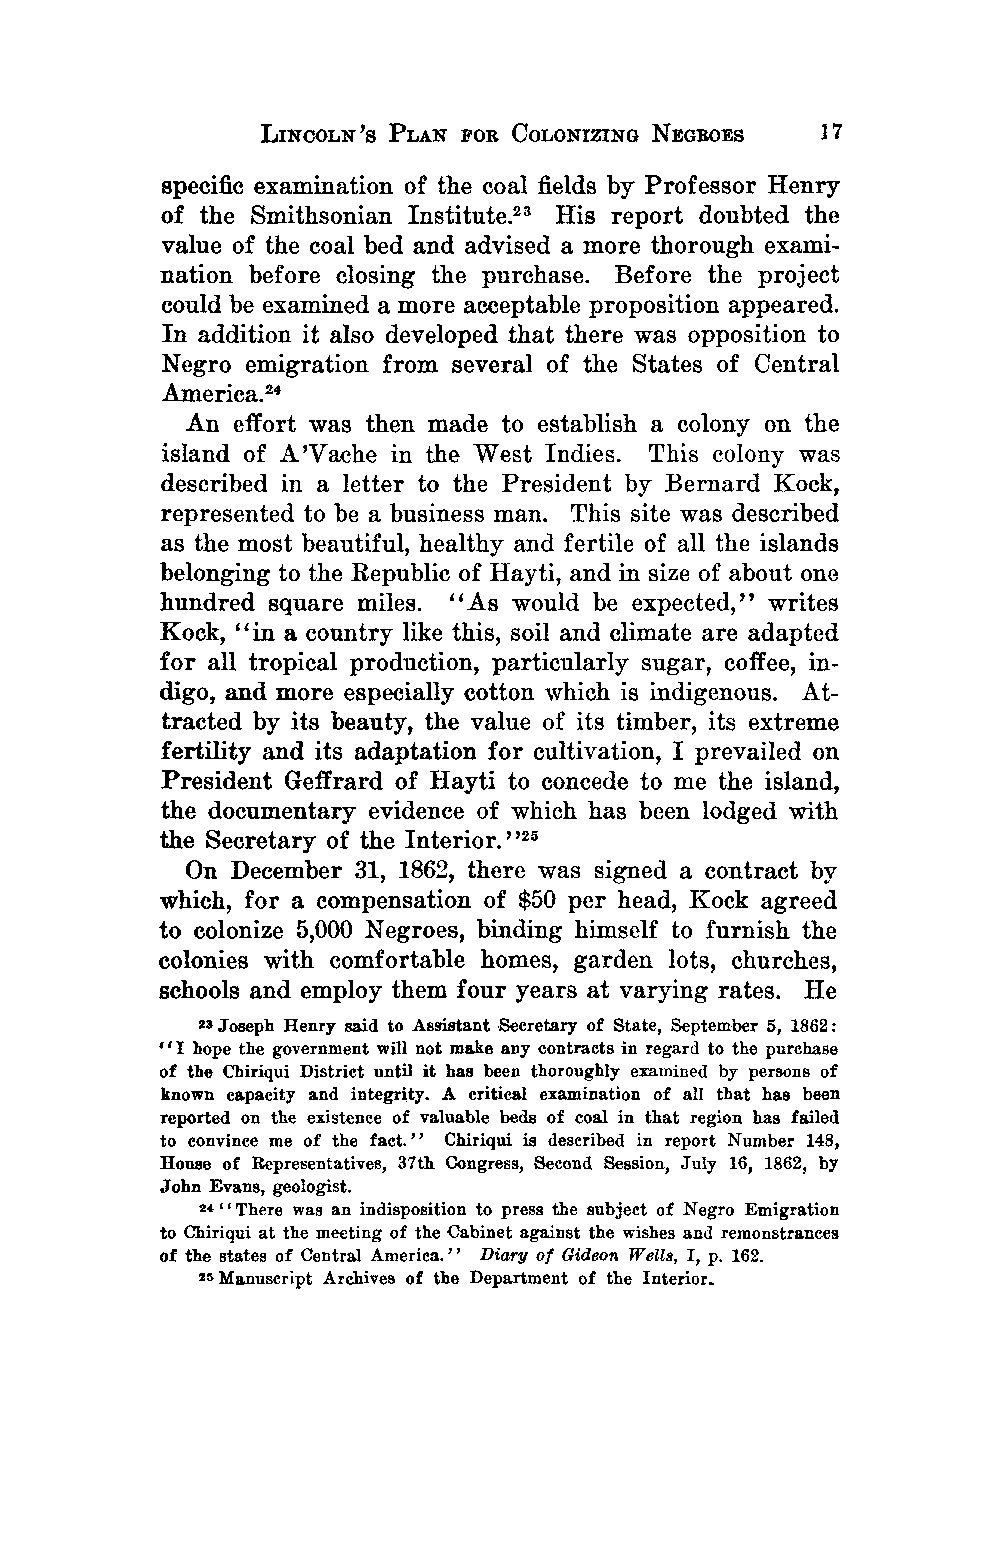 Lincoln's Plan for Colonizing Negroes 17
specific examination of the coal fields by Professor Henry
of the Smithsonian Institute.²³ His report doubted the
value of the coal bed and advised a more thorough exami-
nation before closing the purchase. Before the project
could be examined a more acceptable proposition appeared.
In addition it also developed that there was opposition to
Negro emigration from several of the States of Central
America.²⁴
An effort was then made to establish a colony on the
island of A'Vache in the West Indies. This colony was
described in a letter to the President by Bernard Kock,
represented to be a business man. This site was described
as the most beautiful, healthy and fertile of all the islands
belonging to the Republic of Hayti, and in size of about one
hundred square miles. "As would be expected," writes
Kock, "in a country like this, soil and climate are adapted
for all tropical production, particularly sugar, coffee, in-
digo, and more especially cotton which is indigenous. At-
tracted by its beauty, the value of its timber, its extreme
fertility and its adaptation for cultivation, I prevailed on
President Geffrard of Hayti to concede to me the island,
the documentary evidence of which has been lodged with
the Secretary of the Interior."²⁵
On December 31, 1862, there was signed a contract by
which, for a compensation of $50 per head, Kock agreed
to colonize 5,000 Negroes, binding himself to furnish the
colonies with comfortable homes, garden lots, churches,
schools and employ them four years at varying rates. He
²³ Joseph Henry said to Assistant Secretary of State, September 5, 1862:
"I hope the government will not make any contracts in regard to the purchase
of the Chiriqui District until it has been thoroughly examined by persons of
known capacity and integrity. A critical examination of all that has been
reported on the existence of valuable beds of coal in that region has failed
to convince me of the fact." Chiriqui is described in report Number 148,
House of Representatives, 37th Congress, Second Session, July 16, 1862, by
John Evans, geologist.
²⁴ "There was an indisposition to press the subject of Negro Emigration
to Chiriqui at the meeting of the Cabinet against the wishes and remonstrances
of the states of Central America." Diary of Gideon Wells, I, p. 162.
²⁵ Manuscript Archives of the Department of the Interior.